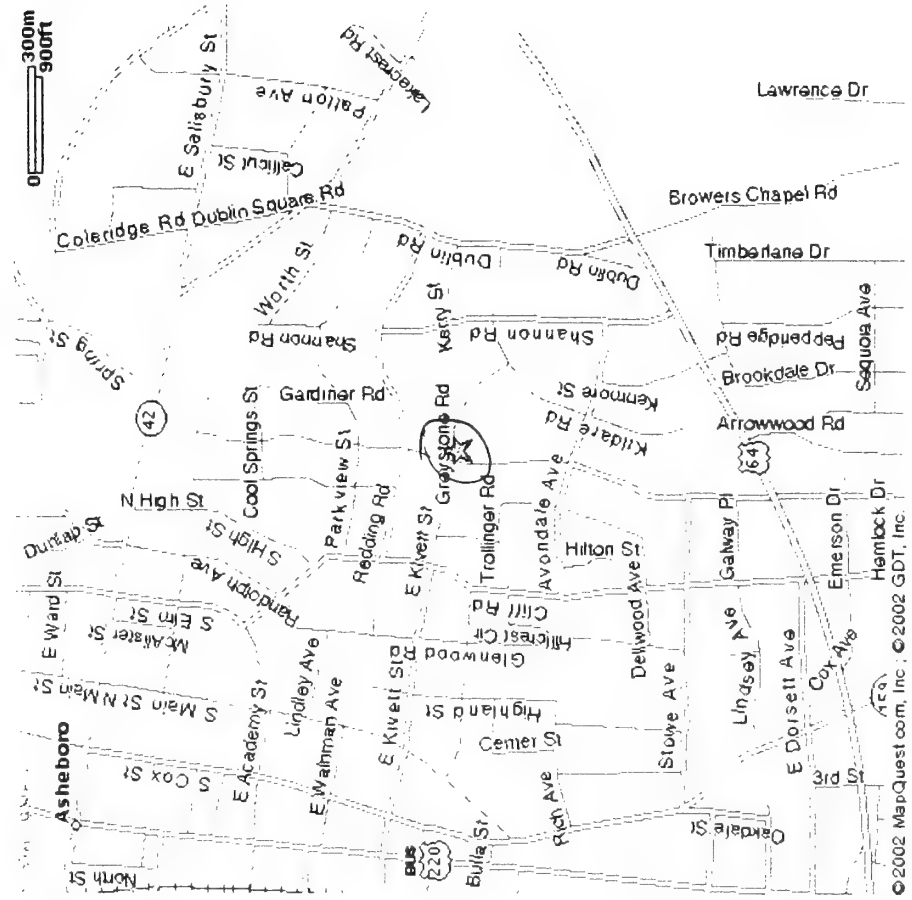 0 300m
900ft
E Salisbury St
Patton Ave
Lakecrest Rd
Callicut St
Lawrence Dr
Coleridge Rd Dublin Square Rd
Browers Chapel Rd
Worth St
Dublin Rd
Dublin Rd
Timberlane Dr
Spring St
Shannon Rd
Kerry St
Shannon Rd
Pepperidge Rd
Sequoia Ave
42
Cool Springs St
Gardiner Rd
Greystone Rd
Kenmore St
Kildare Rd
Brookdale Dr
Arrowwood Rd
64
N High St
S High St
Parkview St
Redding Rd
E Kivett St
Trollinger Rd
Avondale Ave
Galway Pl
Emerson Dr
Hemlock Dr
Dunlap St
Randolph Ave
Hilton St
E Ward St
S Elm St
McAlister St
Cliff Rd
Hillcrest Cir
Glenwood Rd
Dellwood Ave
Lindsey Ave
S Main St N Main St
Lindley Ave
E Kivett St
Highland St
Stowe Ave
E Dorsett Ave
Cox Ave
159
Asheboro
S Cox St
E Academy St
E Wainman Ave
Center St
3rd St
Rich Ave
Oakdale St
North St
BUS
220
Bulla St
©2002 MapQuest.com, Inc.; ©2002 GDT, Inc.